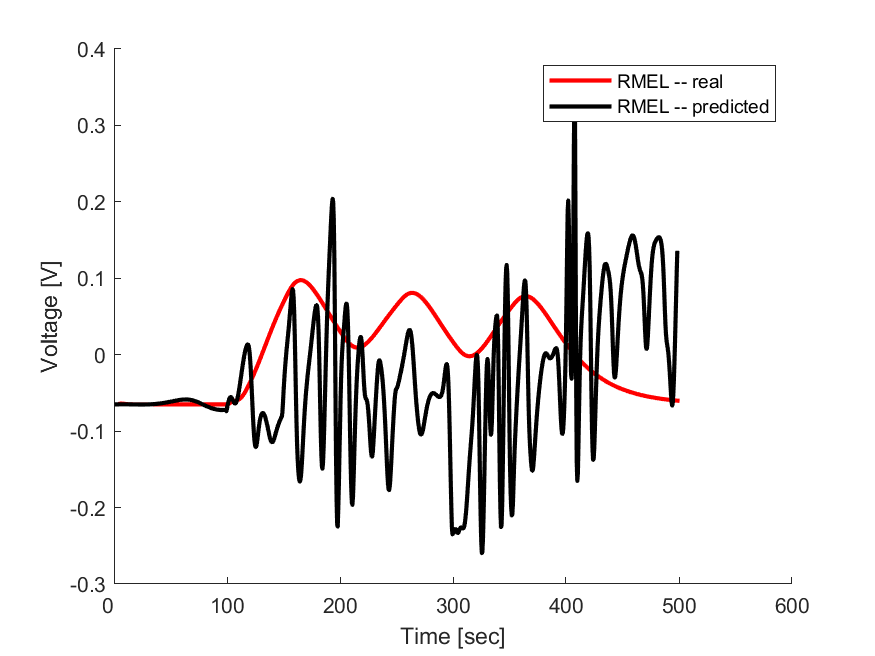 0.4
0.3
0.2
0.1
0
-0.1
-0.2
-0.3
0 100 200 300 400 500 600
Time [sec]
Voltage [V]
RMEL -- real
RMEL -- predicted